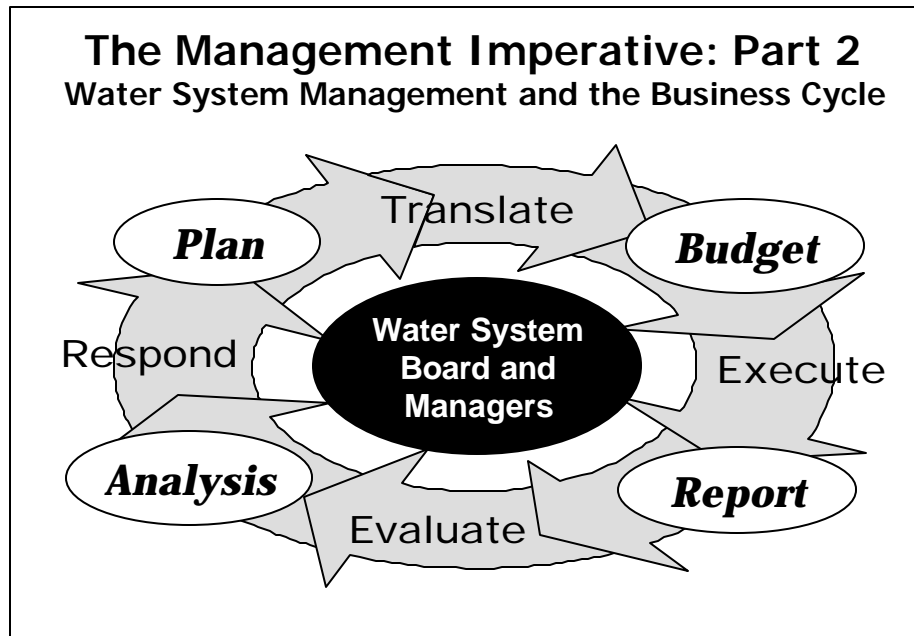 The Management Imperative: Part 2
Water System Management and the Business Cycle
Translate
Plan
Budget
Water System
Board and
Managers
Respond
Execute
Analysis
Report
Evaluate